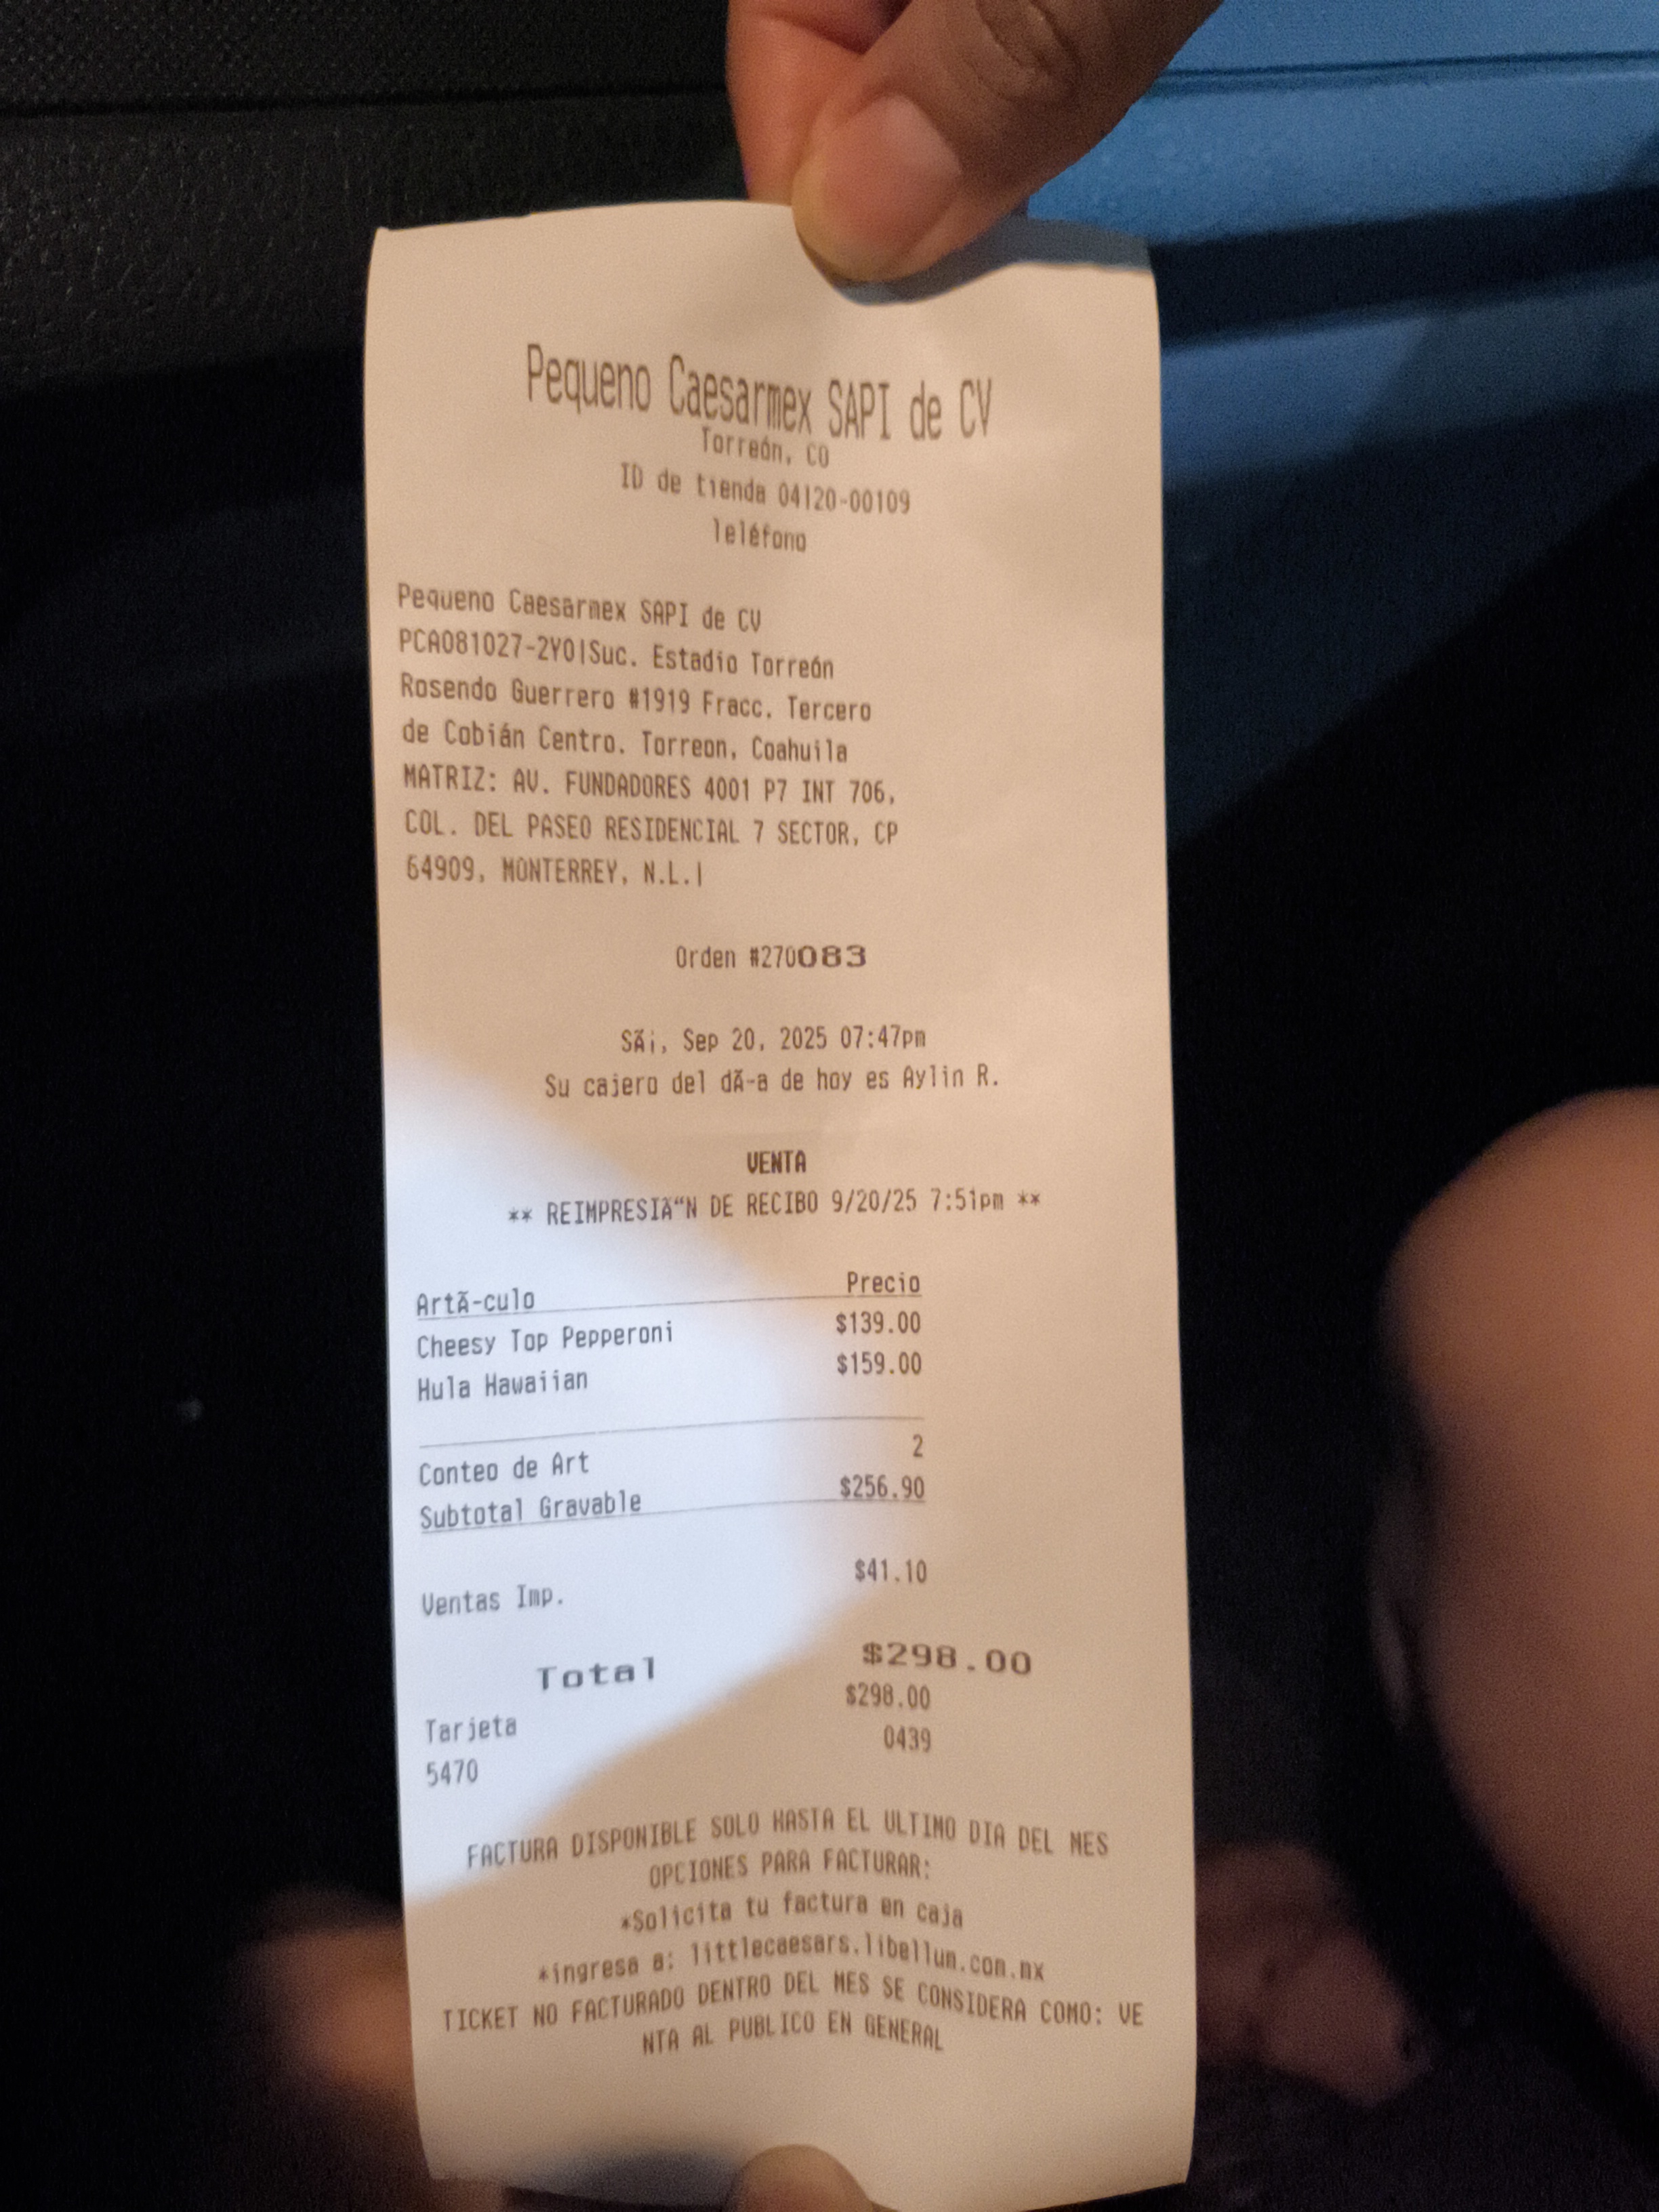 Pequeno Caesarmex SAPI de CV
Torreón, CO
ID de tienda 04120-00109
Teléfono
Pequeno Caesarmex SAPI de CV
PCA081027-2Y0|Suc. Estadio Torreón
Rosendo Guerrero #1919 Fracc. Tercero
de Cobián Centro. Torreon, Coahuila
MATRIZ: AV. FUNDADORES 4001 P7 INT 706,
COL. DEL PASEO RESIDENCIAL 7 SECTOR, CP
64909, MONTERREY, N.L.|
Orden #270083
SÃ¡, Sep 20, 2025 07:47pm
Su cajero del dÃ-a de hoy es Aylin R.
VENTA
** REIMPRESIÃ“N DE RECIBO 9/20/25 7:51pm **
ArtÃ-culo Precio
Cheesy Top Pepperoni $139.00
Hula Hawaiian $159.00
Conteo de Art 2
Subtotal Gravable $256.90
Ventas Imp. $41.10
Total $298.00
Tarjeta $298.00
5470 0439
FACTURA DISPONIBLE SOLO HASTA EL ULTIMO DIA DEL MES
OPCIONES PARA FACTURAR:
*Solicita tu factura en caja
*ingresa a: littlecaesars.libellum.com.mx
TICKET NO FACTURADO DENTRO DEL MES SE CONSIDERA COMO: VE
NTA AL PUBLICO EN GENERAL